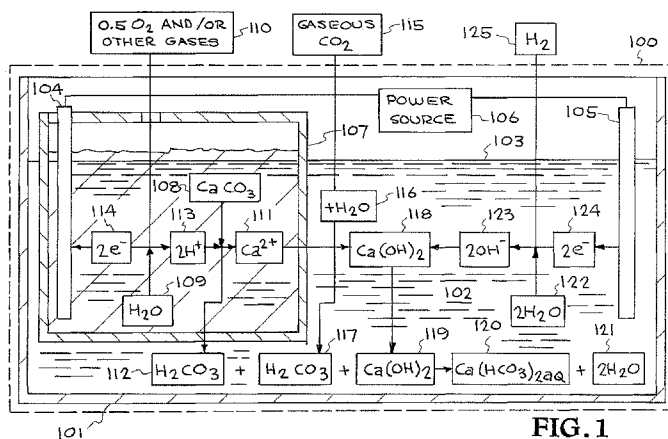 0.5 O₂ AND/OR
OTHER GASES
110
GASEOUS
CO₂
115
125
H₂
100
104
POWER
SOURCE
106
105
107
103
108
CaCO₃
+H₂O
116
114
113
111
118
123
124
2e⁻
2H⁺
Ca²⁺
Ca(OH)₂
2OH⁻
2e⁻
109
H₂O
102
2H₂O
122
117
119
120
121
112
H₂CO₃ + H₂CO₃ + Ca(OH)₂ Ca(HCO₃)₂AQ + 2H₂O
101
FIG. 1